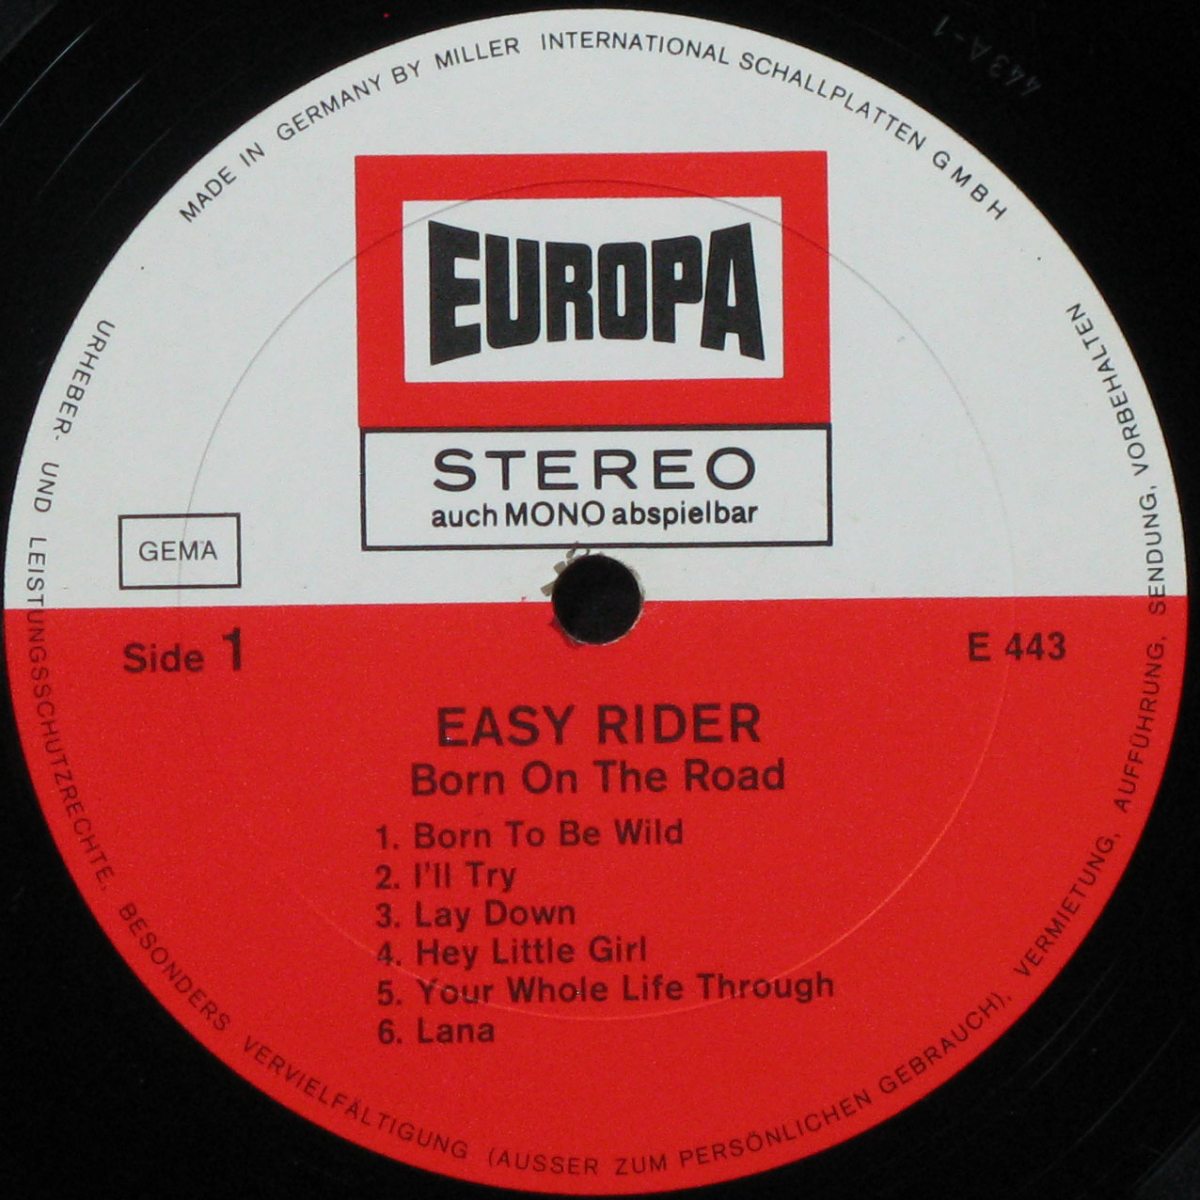 MADE IN GERMANY BY MILLER INTERNATIONAL SCHALLPLATTEN GMBH
443 A-1
EUROPA
STEREO
auch MONO abspielbar
GEMA
Side 1
E 443
EASY RIDER
Born On The Road
1. Born To Be Wild
2. I'll Try
3. Lay Down
4. Hey Little Girl
5. Your Whole Life Through
6. Lana
URHEBER- UND LEISTUNGSSCHUTZRECHTE, BESONDERS VERVIELFÄLTIGUNG (AUSSER ZUM PERSÖNLICHEN GEBRAUCH), VERMIETUNG, AUFFÜHRUNG, SENDUNG, VORBEHALTEN